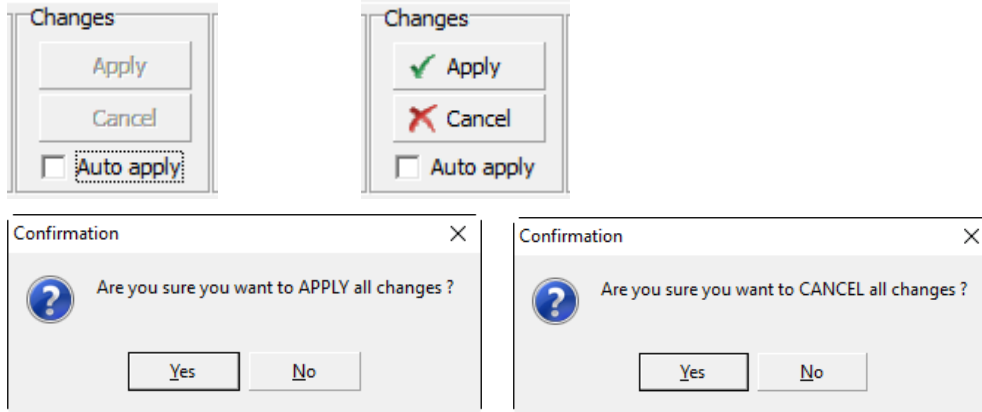 Changes
Apply
Cancel
Auto apply
Changes
Apply
Cancel
Auto apply
Confirmation
Are you sure you want to APPLY all changes ?
Yes
No
Confirmation
Are you sure you want to CANCEL all changes ?
Yes
No